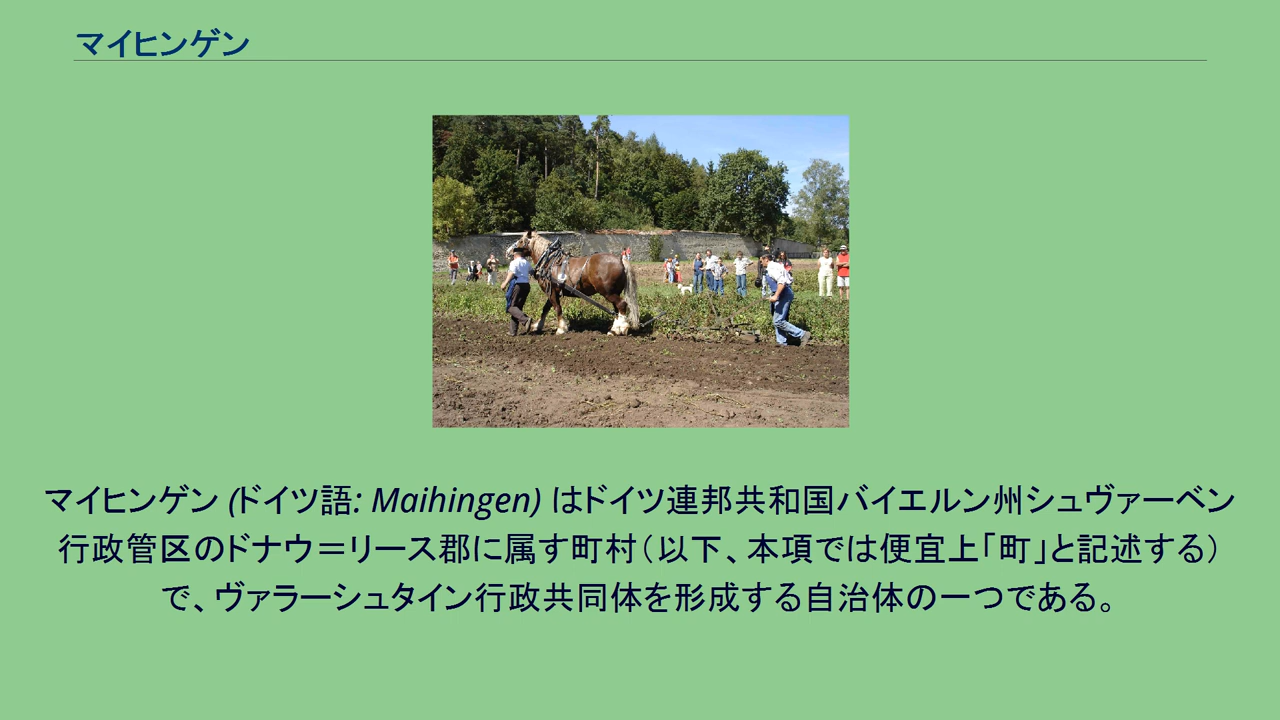 マイヒンゲン
マイヒンゲン (ドイツ語: Maihingen) はドイツ連邦共和国バイエルン州シュヴァーベン
行政管区のドナウ＝リース郡に属す町村（以下、本項では便宜上「町」と記述する）
で、ヴァラーシュタイン行政共同体を形成する自治体の一つである。